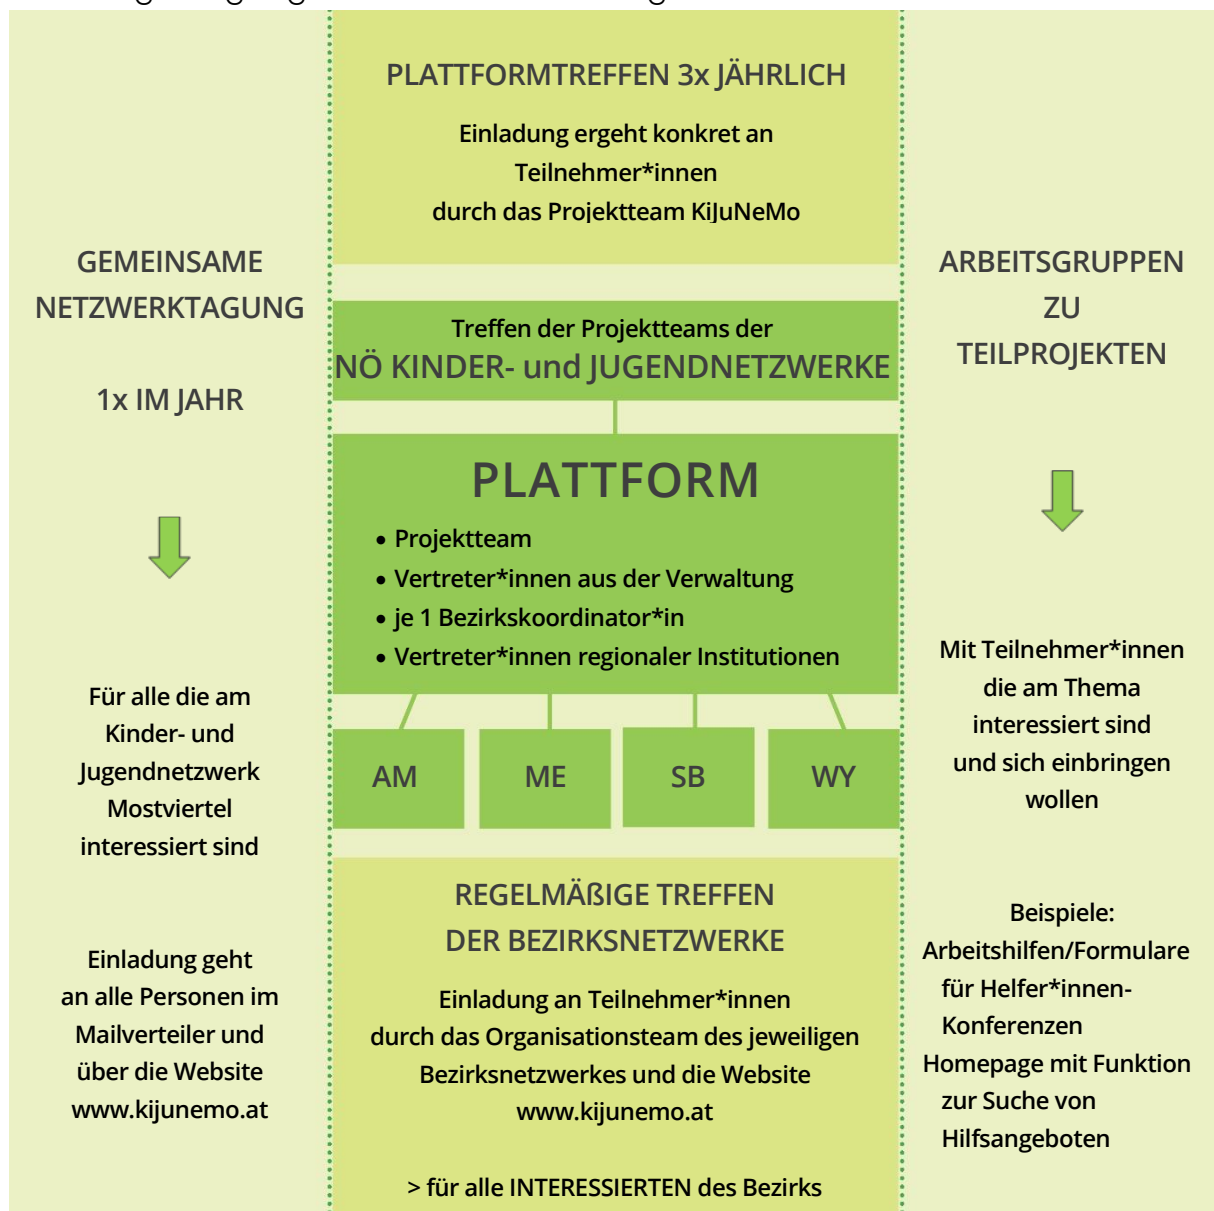 PLATTFORMTREFFEN 3x JÄHRLICH
Einladung ergeht konkret an
Teilnehmer*innen
durch das Projektteam KiJuNeMo
GEMEINSAME
NETZWERKTAGUNG
1x IM JAHR
Für alle die am
Kinder- und
Jugendnetzwerk
Mostviertel
interessiert sind
Einladung geht
an alle Personen im
Mailverteiler und
über die Website
www.kijunemo.at
Treffen der Projektteams der
NÖ KINDER- und JUGENDNETZWERKE
PLATTFORM
• Projektteam
• Vertreter*innen aus der Verwaltung
• je 1 Bezirkskoordinator*in
• Vertreter*innen regionaler Institutionen
AM
ME
SB
WY
REGELMÄßIGE TREFFEN
DER BEZIRKSNETZWERKE
Einladung an Teilnehmer*innen
durch das Organisationsteam des jeweiligen
Bezirksnetzwerkes und die Website
www.kijunemo.at
> für alle INTERESSIERTEN des Bezirks
ARBEITSGRUPPEN
ZU
TEILPROJEKTEN
Mit Teilnehmer*innen
die am Thema
interessiert sind
und sich einbringen
wollen
Beispiele:
Arbeitshilfen/Formulare
für Helfer*innen-
Konferenzen
Homepage mit Funktion
zur Suche von
Hilfsangeboten